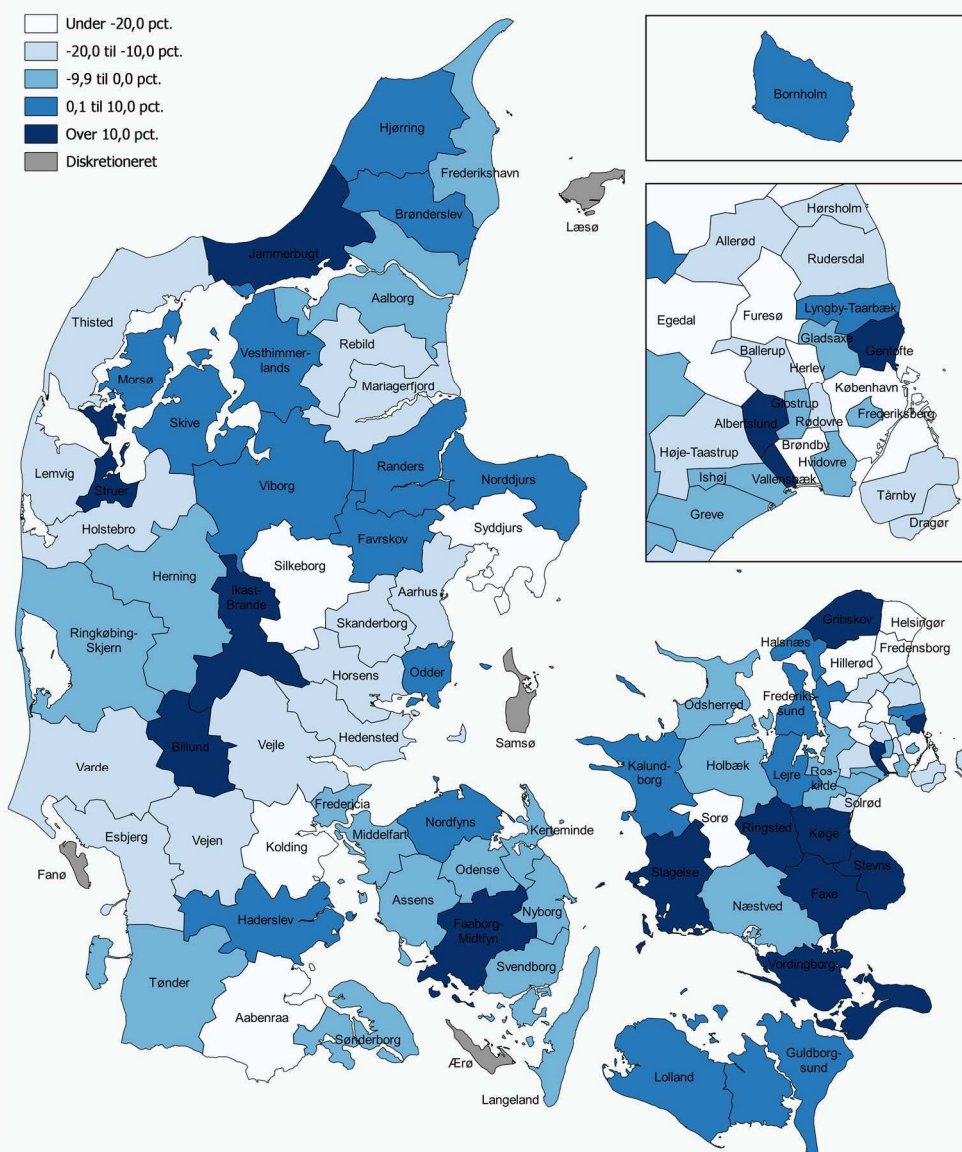 Under -20,0 pct.
-20,0 til -10,0 pct.
-9,9 til 0,0 pct.
0,1 til 10,0 pct.
Over 10,0 pct.
Diskretioneret
Hjørring
Frederikshavn
Brønderslev
Læsø
Jammerbugt
Aalborg
Thisted
Vesthimmer-
lands
Rebild
Morsø
Mariagerfjord
Skive
Lemvig
Struer
Viborg
Randers
Norddjurs
Holstebro
Favrskov
Syddjurs
Silkeborg
Herning
Ikast-
Brande
Aarhus
Skanderborg
Ringkøbing-
Skjern
Horsens
Odder
Samsø
Billund
Vejle
Hedensted
Varde
Fredericia
Middelfart
Nordfyns
Kerteminde
Esbjerg
Vejen
Kolding
Fanø
Odense
Assens
Nyborg
Haderslev
Faaborg-
Midtfyn
Svendborg
Tønder
Aabenraa
Sønderborg
Ærø
Langeland
Bornholm
Hørsholm
Allerød
Rudersdal
Egedal
Furesø
Lyngby-Taarbæk
Gladsaxe
Ballerup
Gentofte
Herlev
København
Glostrup
Frederiksberg
Albertslund
Rødovre
Brøndby
Høje-Taastrup
Hvidovre
Ishøj
Vallensbæk
Greve
Tårnby
Dragør
Gribskov
Helsingør
Halsnæs
Fredensborg
Hillerød
Odsherred
Frederiks-
sund
Kalund-
borg
Holbæk
Lejre
Ros-
kilde
Solrød
Sorø
Ringsted
Køge
Slagelse
Stevns
Faxe
Næstved
Vordingborg
Guldborg-
sund
Lolland